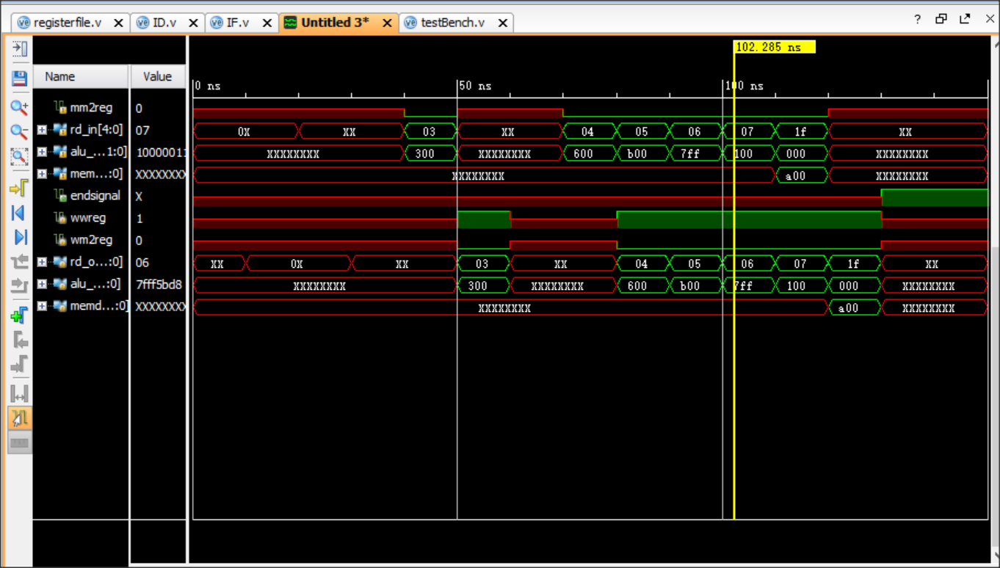 registerfile.v ID.v IF.v Untitled 3* testBench.v ?
102.285 ns
Name Value 0 ns 50 ns 100 ns
mm2reg 0
rd_in[4:0] 07 0X XX 03 XX 04 05 06 07 1f XX
alu_...1:0] 10000011 XXXXXXXX 300 XXXXXXXX 600 b00 7ff 100 000 XXXXXXXX
mem...:0] XXXXXXXX XXXXXXXX a00 XXXXXXXX
endsignal X
wwreg 1
wm2reg 0
rd_o...:0] 06 XX 0X XX 03 XX 04 05 06 07 1f XX
alu_...:0] 7fff5bd8 XXXXXXXX 300 XXXXXXXX 600 b00 7ff 100 000 XXXXXXXX
memd...:0] XXXXXXXX XXXXXXXX a00 XXXXXXXX